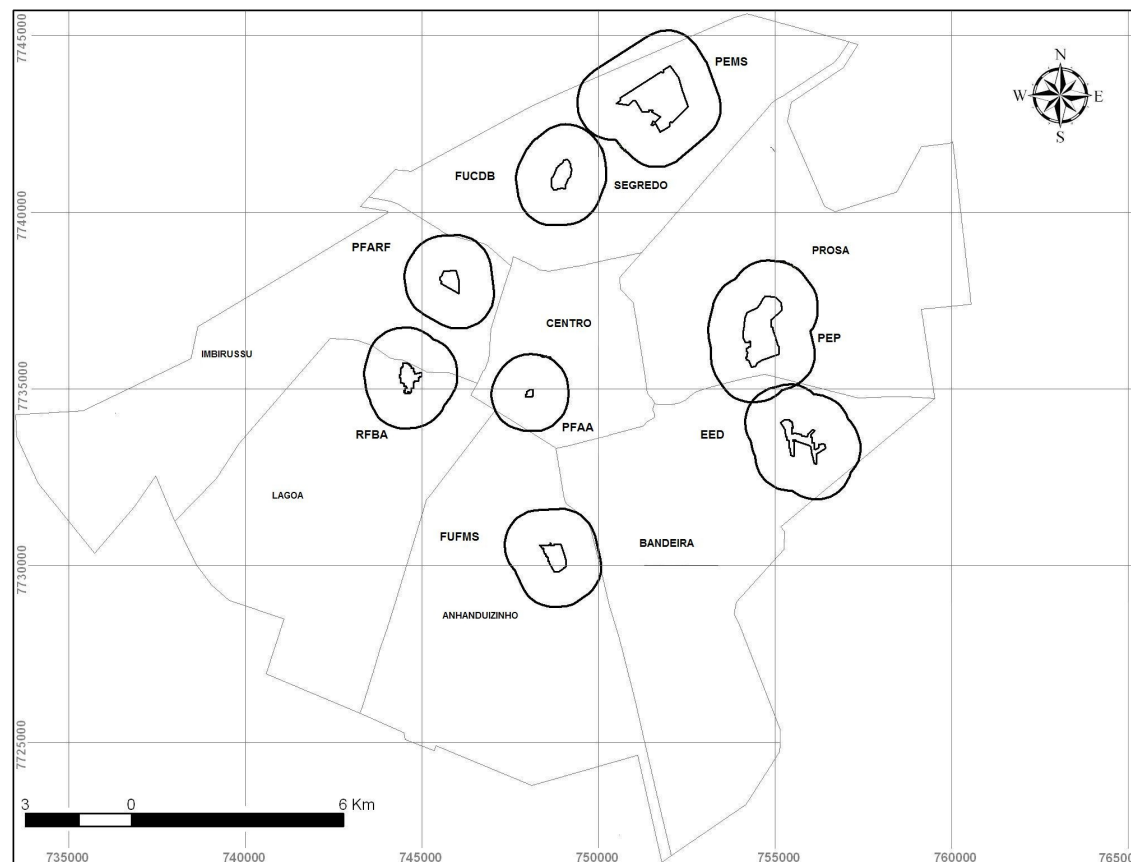 7745000
PEMS
N
W E
S
FUCDB
SEGREDO
7740000
PFARF
PROSA
CENTRO
PEP
IMBIRUSSU
7735000
PFAA
RFBA
EED
LAGOA
FUFMS
BANDEIRA
7730000
ANHANDUIZINHO
7725000
3 0 6 Km
735000 740000 745000 750000 755000 760000 765000